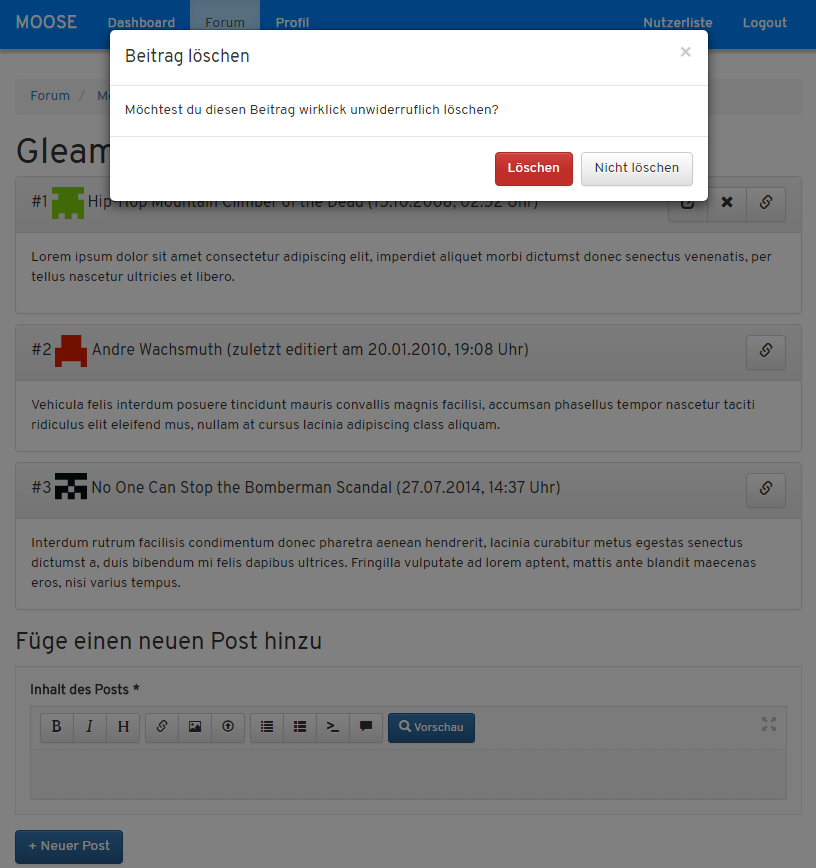 MOOSE Dashboard Forum Profil Nutzerliste Logout
Beitrag löschen ×
Forum /
Möchtest du diesen Beitrag wirklick unwiderruflich löschen?
Löschen Nicht löschen
#1 Hip-Hop Mountain Climber of the Dead (15.10.2008, 02:52 Uhr)
Lorem ipsum dolor sit amet consectetur adipiscing elit, imperdiet aliquet morbi dictumst donec senectus venenatis, per
tellus nascetur ultricies et libero.
#2 Andre Wachsmuth (zuletzt editiert am 20.01.2010, 19:08 Uhr)
Vehicula felis interdum posuere tincidunt mauris convallis magnis facilisi, accumsan phasellus tempor nascetur taciti
ridiculus elit eleifend mus, nullam at cursus lacinia adipiscing class aliquam.
#3 No One Can Stop the Bomberman Scandal (27.07.2014, 14:37 Uhr)
Interdum rutrum facilisis condimentum donec pharetra aenean hendrerit, lacinia curabitur metus egestas senectus
dictumst a, duis bibendum mi felis dapibus ultrices. Fringilla vulputate ad lorem aptent, mattis ante blandit maecenas
eros, nisi varius tempus.
Füge einen neuen Post hinzu
Inhalt des Posts *
B I H Vorschau
+ Neuer Post